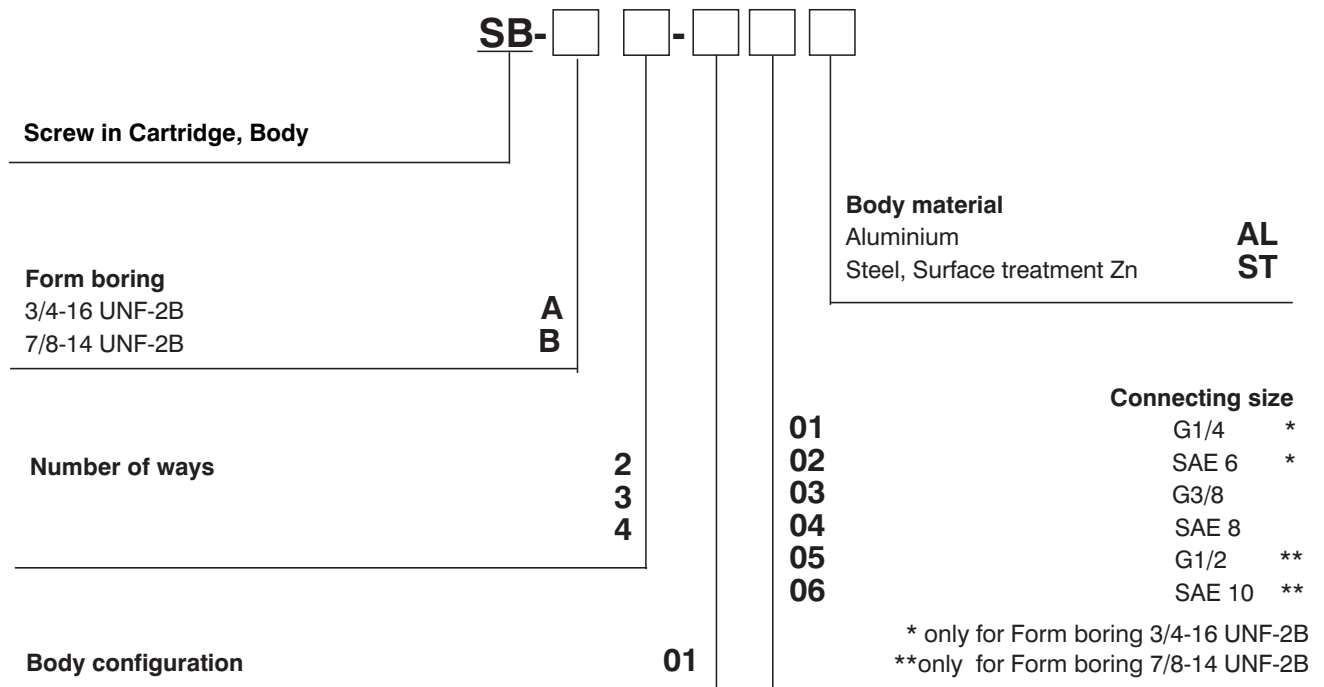 SB- -
Screw in Cartridge, Body
Body material
Aluminium AL
Steel, Surface treatment Zn ST
Form boring
3/4-16 UNF-2B A
7/8-14 UNF-2B B
Connecting size
01 G1/4 *
02 SAE 6 *
03 G3/8
04 SAE 8
05 G1/2 **
06 SAE 10 **
* only for Form boring 3/4-16 UNF-2B
**only for Form boring 7/8-14 UNF-2B
Number of ways 2
3
4
Body configuration 01